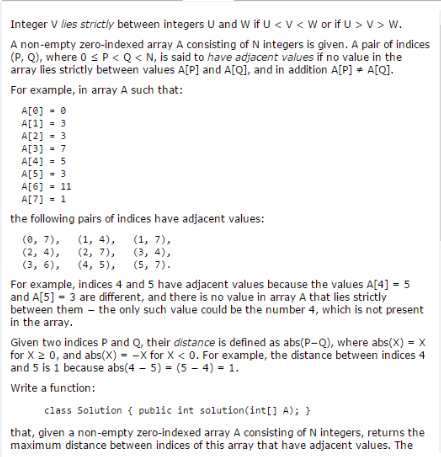 Integer V lies strictly between integers U and W if U < V < W or if U > V > W.
A non-empty zero-indexed array A consisting of N integers is given. A pair of indices
(P, Q), where 0 ≤ P < Q < N, is said to have adjacent values if no value in the
array lies strictly between values A[P] and A[Q], and in addition A[P] ≠ A[Q].
For example, in array A such that:
A[0] = 0
A[1] = 3
A[2] = 3
A[3] = 7
A[4] = 5
A[5] = 3
A[6] = 11
A[7] = 1
the following pairs of indices have adjacent values:
(0, 7), (1, 4), (1, 7),
(2, 4), (2, 7), (3, 4),
(3, 6), (4, 5), (5, 7).
For example, indices 4 and 5 have adjacent values because the values A[4] = 5
and A[5] = 3 are different, and there is no value in array A that lies strictly
between them – the only such value could be the number 4, which is not present
in the array.
Given two indices P and Q, their distance is defined as abs(P–Q), where abs(X) = X
for X ≥ 0, and abs(X) = –X for X < 0. For example, the distance between indices 4
and 5 is 1 because abs(4 – 5) = (5 – 4) = 1.
Write a function:
class Solution { public int solution(int[] A); }
that, given a non-empty zero-indexed array A consisting of N integers, returns the
maximum distance between indices of this array that have adjacent values. The